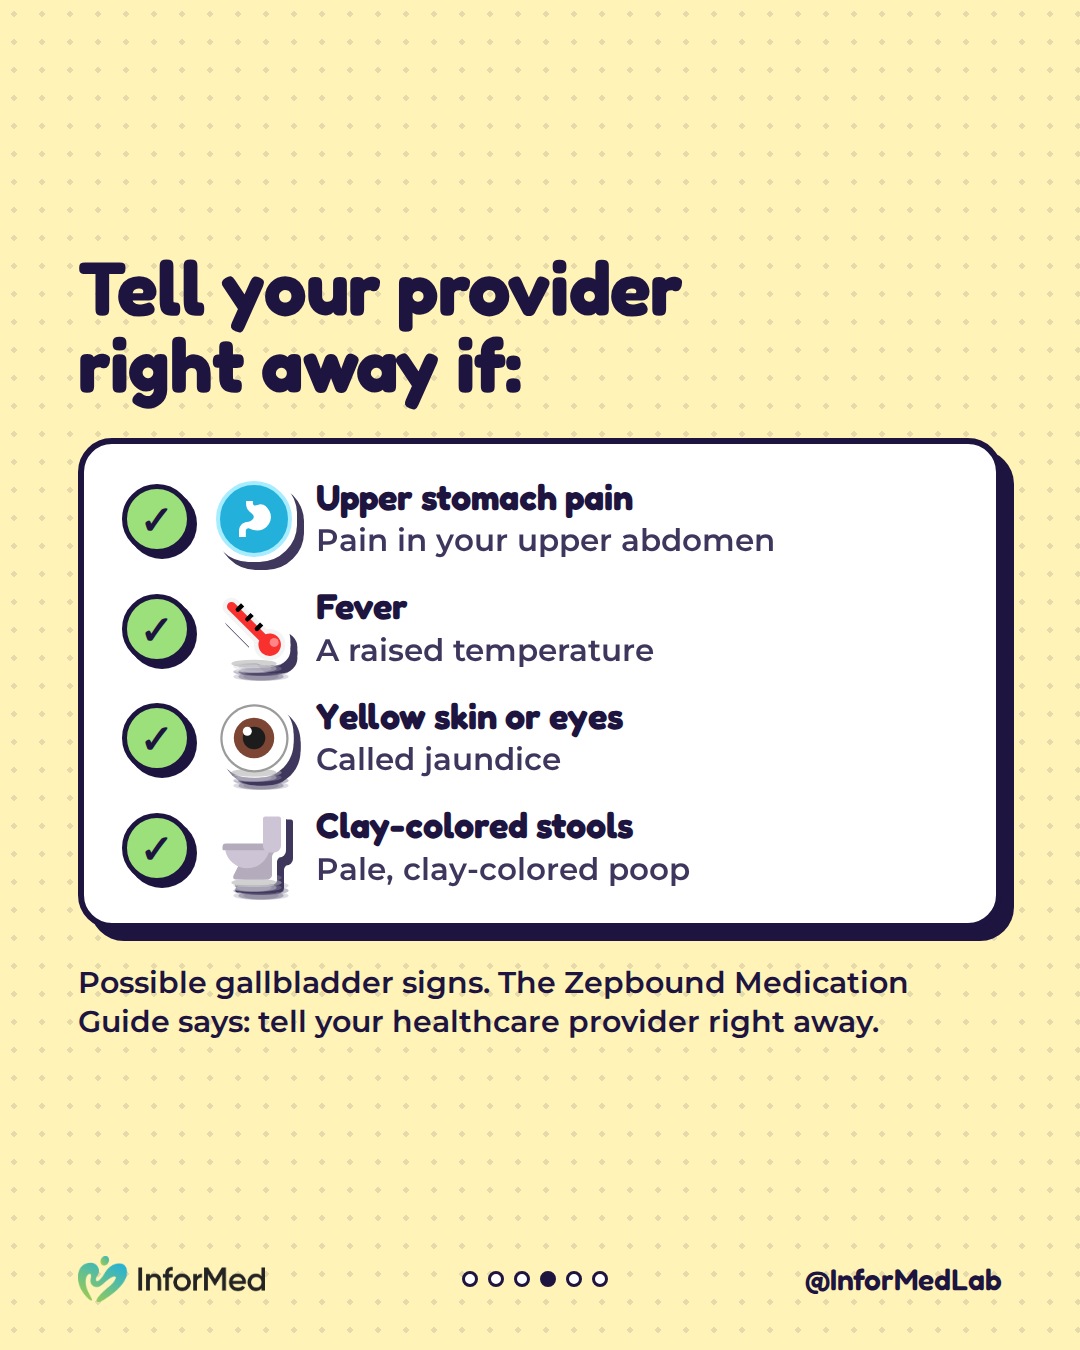 Tell your provider
right away if:
✓ Upper stomach pain
Pain in your upper abdomen
✓ Fever
A raised temperature
✓ Yellow skin or eyes
Called jaundice
✓ Clay-colored stools
Pale, clay-colored poop
Possible gallbladder signs. The Zepbound Medication
Guide says: tell your healthcare provider right away.
InforMed
@InforMedLab